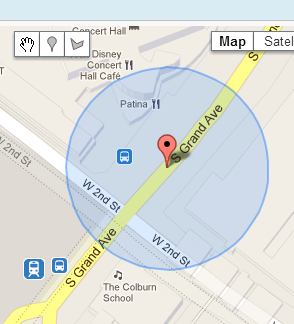 Concert Hall
Disney
Concert
Hall Café
Map
Patina
S Grand Ave
W 2nd St
W 2nd St
W 2nd St
S Grand Ave
The Colburn
School